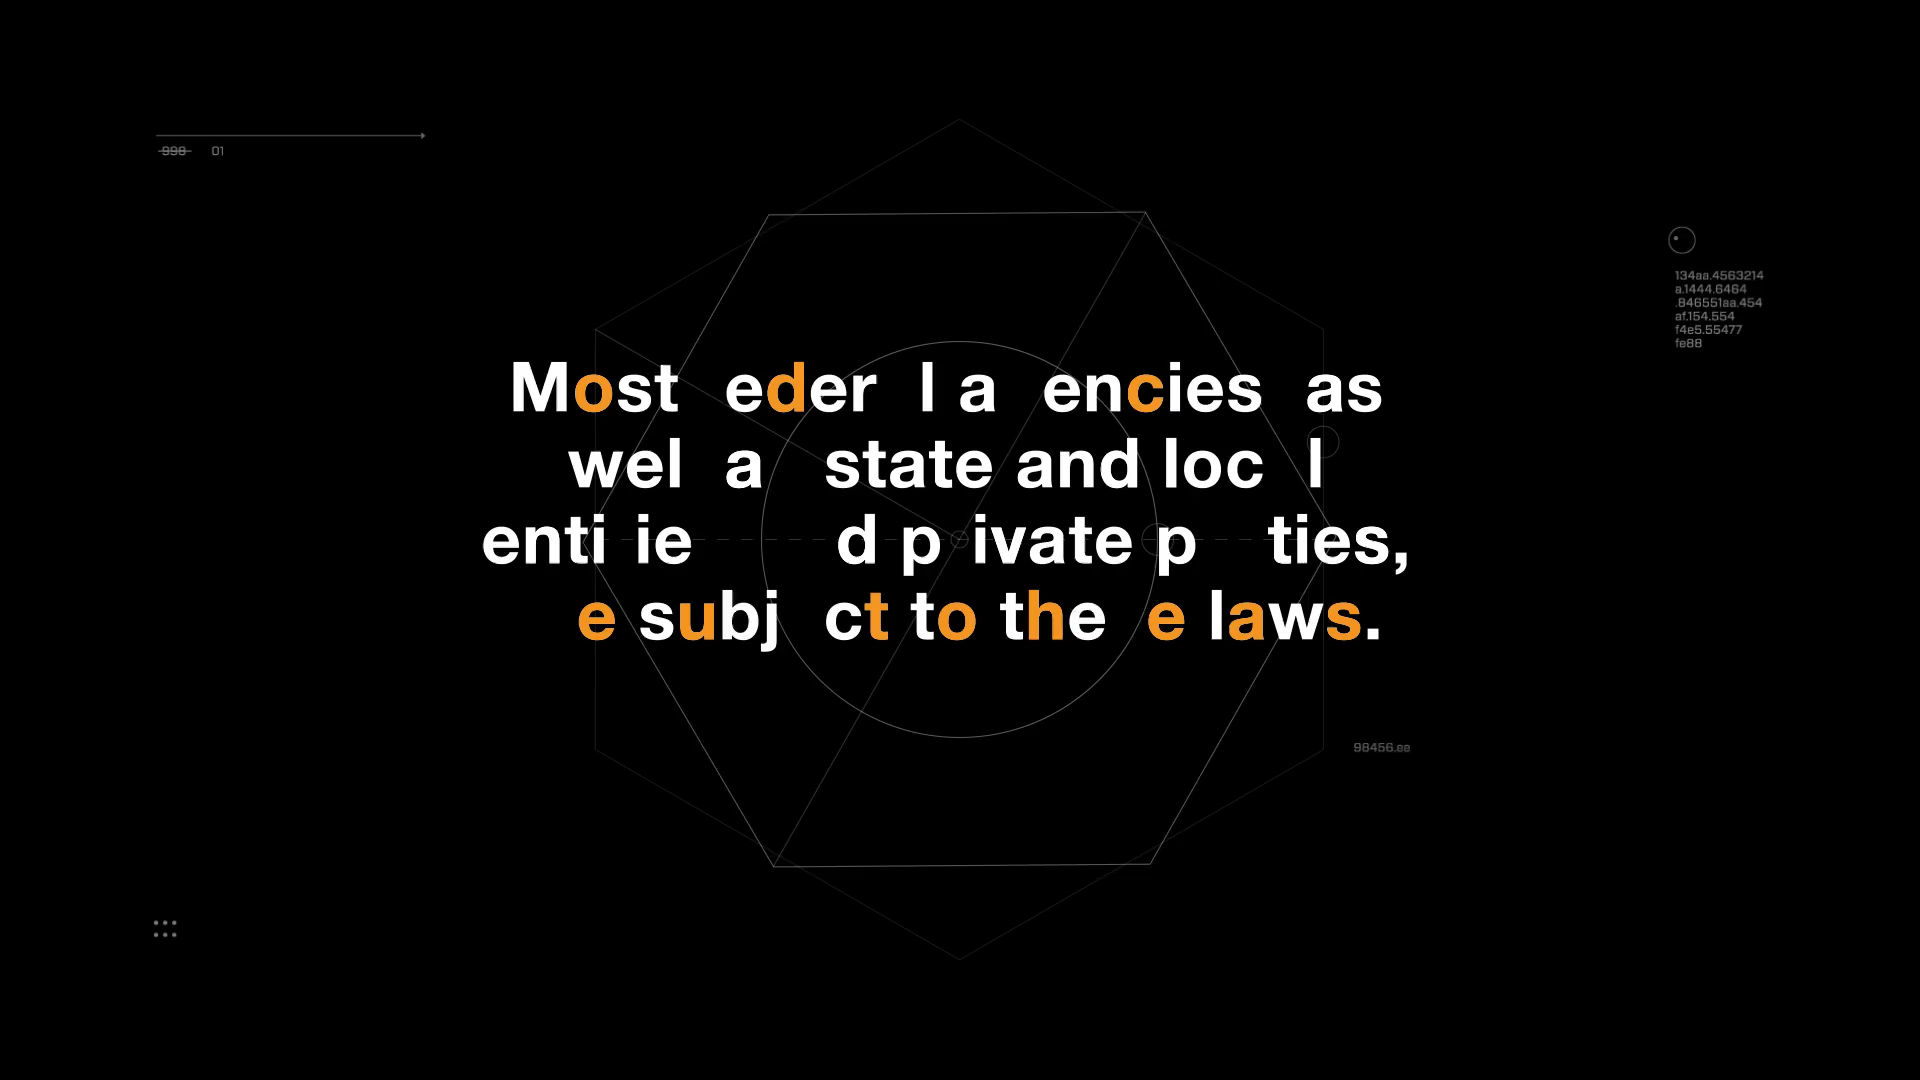 998 01
134aa.4563214
a.1444.6464
.846551aa.454
af.154.554
f4e5.55477
fe88
Most eder l a encies as
wel a state and loc l
enti ie d p ivate p ties,
e subj ct to the e laws.
98456.ee